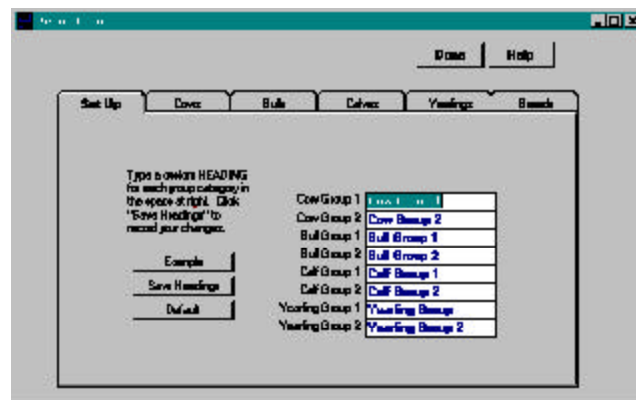 Done Help
Set Up Cows Bulls Calves Yearlings Breeds
Type a custom HEADING
for each group category in
the space at right. Click
"Save Headings" to
record your changes.
Example
Save Headings
Default
Cow Group 1
Cow Group 2 Cow Group 2
Bull Group 1 Bull Group 1
Bull Group 2 Bull Group 2
Calf Group 1 Calf Group 1
Calf Group 2 Calf Group 2
Yearling Group 1 Yearling Group
Yearling Group 2 Yearling Group 2